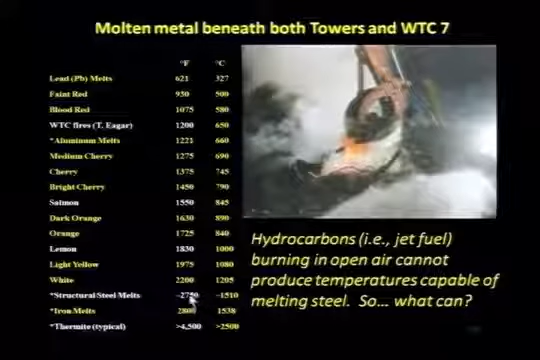 Molten metal beneath both Towers and WTC 7
°F °C
Lead (Pb) Melts 621 327
Faint Red 930 500
Blood Red 1075 580
WTC fires (T. Eagar) 1200 650
*Aluminum Melts 1221 660
Medium Cherry 1275 690
Cherry 1375 745
Bright Cherry 1450 790
Salmon 1550 845
Dark Orange 1630 890
Orange 1725 840
Lemon 1830 1000
Light Yellow 1975 1080
White 2200 1205
*Structural Steel Melts ~2750 ~1510
*Iron Melts 2800 1538
*Thermite (typical) >4,500 >2500
Hydrocarbons (i.e., jet fuel)
burning in open air cannot
produce temperatures capable of
melting steel. So... what can?